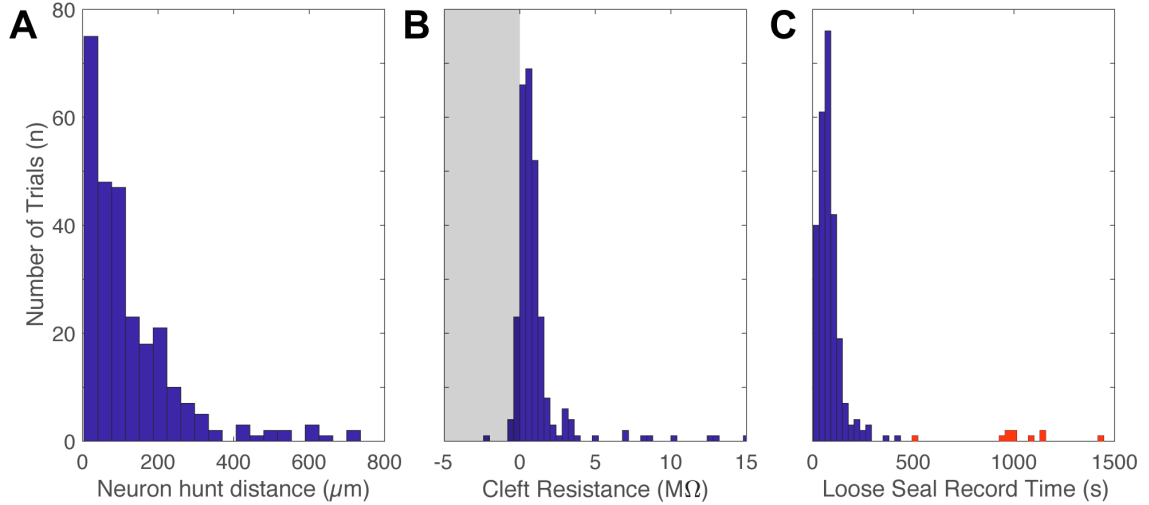 A
B
C
Number of Trials (n)
80
60
40
20
0
0 200 400 600 800
-5 0 5 10 15
0 500 1000 1500
Neuron hunt distance (µm)
Cleft Resistance (MΩ)
Loose Seal Record Time (s)